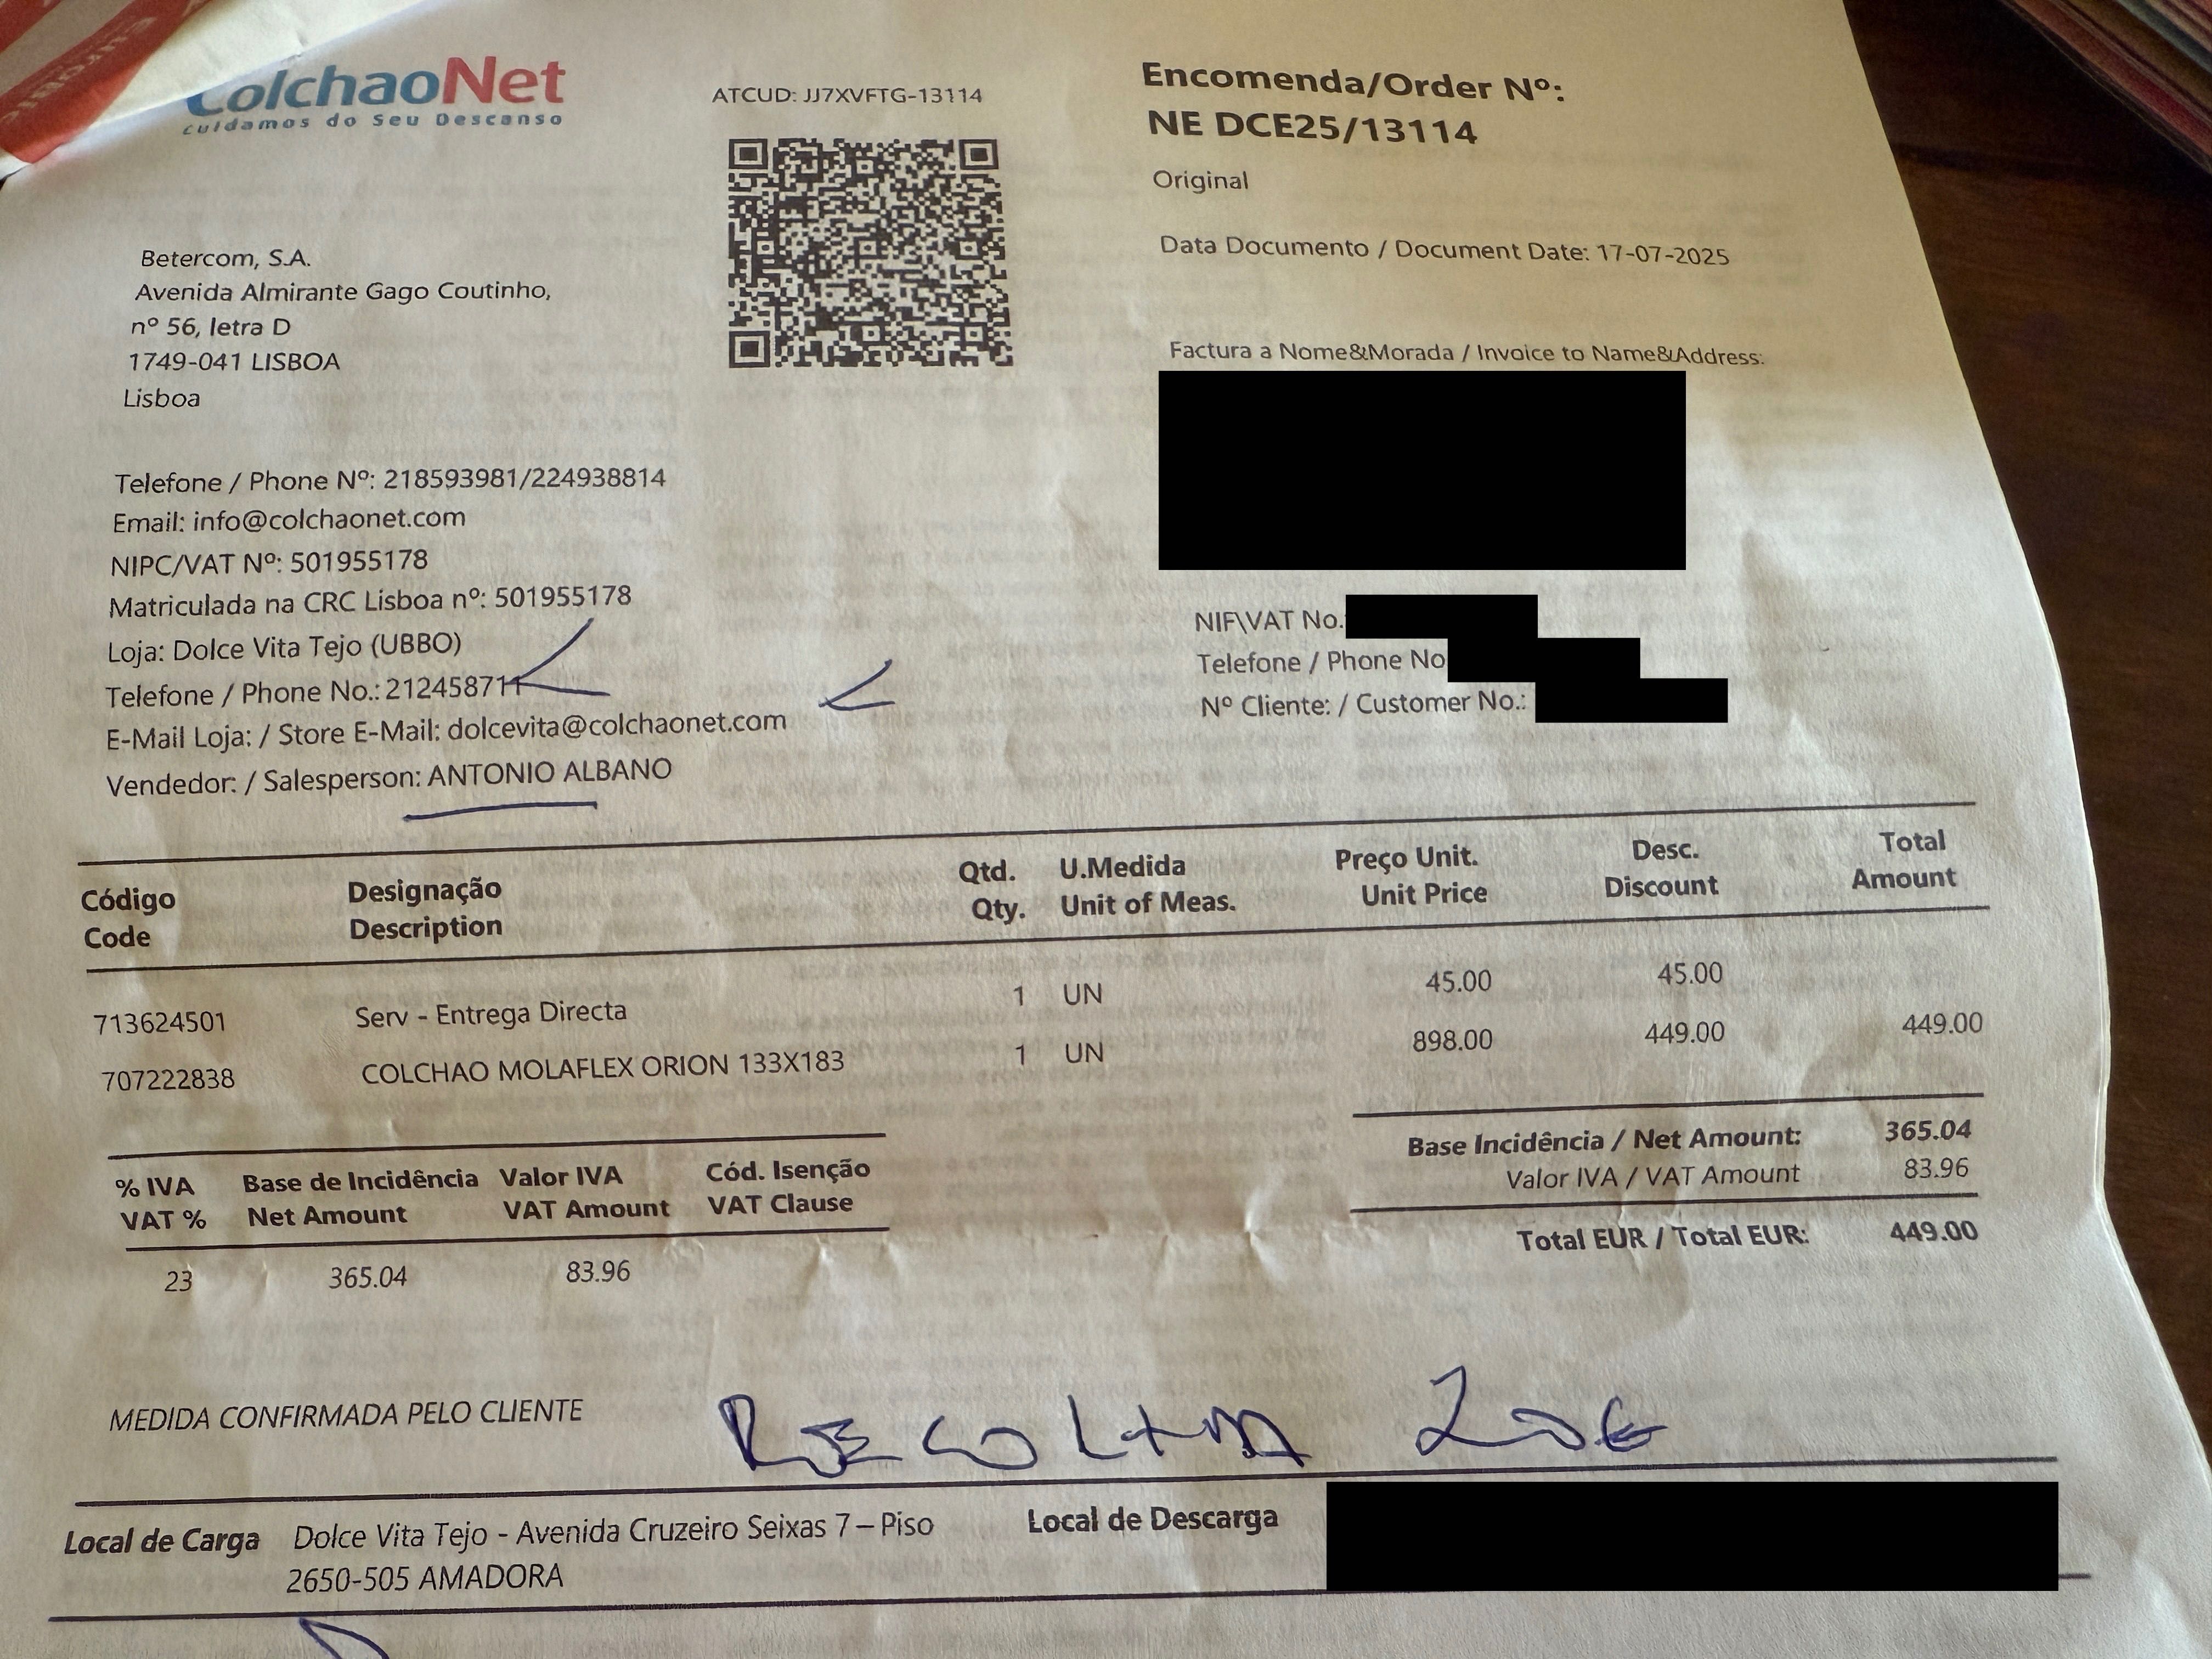 ColchaoNet
Cuidamos do Seu Descanso
ATCUD: JJ7XVFTG-13114
Encomenda/Order Nº:
NE DCE25/13114
Original
Data Documento / Document Date: 17-07-2025
Betercom, S.A.
Avenida Almirante Gago Coutinho,
nº 56, letra D
1749-041 LISBOA
Lisboa
Factura a Nome&Morada / Invoice to Name&Address:
Telefone / Phone Nº: 218593981/224938814
Email: info@colchaonet.com
NIPC/VAT Nº: 501955178
Matriculada na CRC Lisboa nº: 501955178
Loja: Dolce Vita Tejo (UBBO)
Telefone / Phone No.: 212458711
E-Mail Loja: / Store E-Mail: dolcevita@colchaonet.com
Vendedor: / Salesperson: ANTONIO ALBANO
NIF\VAT No.:
Telefone / Phone No
Nº Cliente: / Customer No.:
Código Designação Qtd. U.Medida Preço Unit. Desc. Total
Code Description Qty. Unit of Meas. Unit Price Discount Amount
713624501 Serv - Entrega Directa 1 UN 45.00 45.00
707222838 COLCHAO MOLAFLEX ORION 133X183 1 UN 898.00 449.00 449.00
% IVA Base de Incidência Valor IVA Cód. Isenção
VAT % Net Amount VAT Amount VAT Clause
23 365.04 83.96
Base Incidência / Net Amount: 365.04
Valor IVA / VAT Amount 83.96
Total EUR / Total EUR: 449.00
MEDIDA CONFIRMADA PELO CLIENTE
RECOLHA 20€
Local de Carga Dolce Vita Tejo - Avenida Cruzeiro Seixas 7 – Piso
2650-505 AMADORA
Local de Descarga